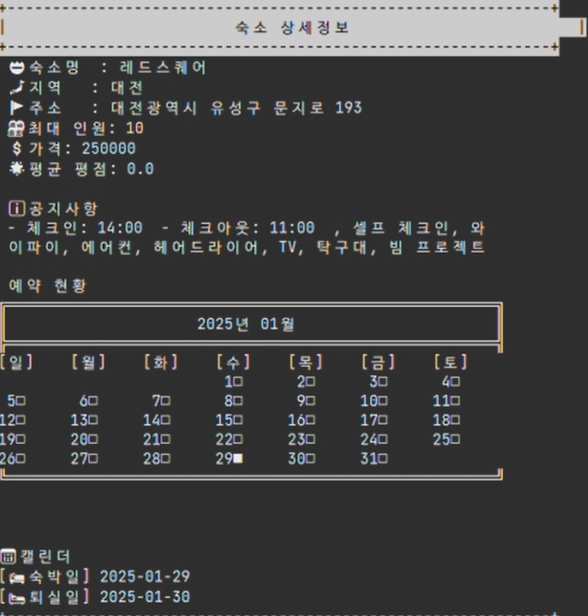 숙소 상세정보
숙소명 : 레드스퀘어
지역 : 대전
주소 : 대전광역시 유성구 문지로 193
최대 인원: 10
$ 가격: 250000
평균 평점: 0.0
공지사항
- 체크인: 14:00 - 체크아웃: 11:00 , 셀프 체크인, 와
이파이, 에어컨, 헤어드라이어, TV, 탁구대, 빔 프로젝트
예약 현황
2025년 01월
[일] [월] [화] [수] [목] [금] [토]
1□ 2□ 3□ 4□
5□ 6□ 7□ 8□ 9□ 10□ 11□
12□ 13□ 14□ 15□ 16□ 17□ 18□
19□ 20□ 21□ 22□ 23□ 24□ 25□
26□ 27□ 28□ 29■ 30□ 31□
캘린더
[숙박일] 2025-01-29
[퇴실일] 2025-01-30